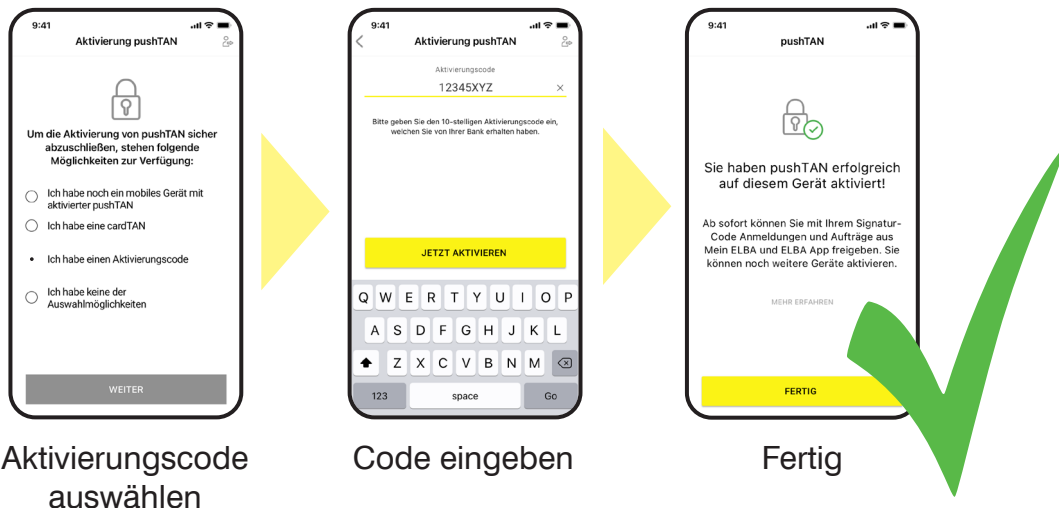 9:41
Aktivierung pushTAN
Um die Aktivierung von pushTAN sicher
abzuschließen, stehen folgende
Möglichkeiten zur Verfügung:
Ich habe noch ein mobiles Gerät mit
aktivierter pushTAN
Ich habe eine cardTAN
Ich habe einen Aktivierungscode
Ich habe keine der
Auswahlmöglichkeiten
WEITER
Aktivierungscode
auswählen
9:41
Aktivierung pushTAN
Aktivierungscode
12345XYZ
Bitte geben Sie den 10-stelligen Aktivierungscode ein,
welchen Sie von Ihrer Bank erhalten haben.
JETZT AKTIVIEREN
Q W E R T Y U I O P
A S D F G H J K L
Z X C V B N M
123 space Go
Code eingeben
9:41
pushTAN
Sie haben pushTAN erfolgreich
auf diesem Gerät aktiviert!
Ab sofort können Sie mit Ihrem Signatur-
Code Anmeldungen und Aufträge aus
Mein ELBA und ELBA App freigeben. Sie
können noch weitere Geräte aktivieren.
MEHR ERFAHREN
FERTIG
Fertig